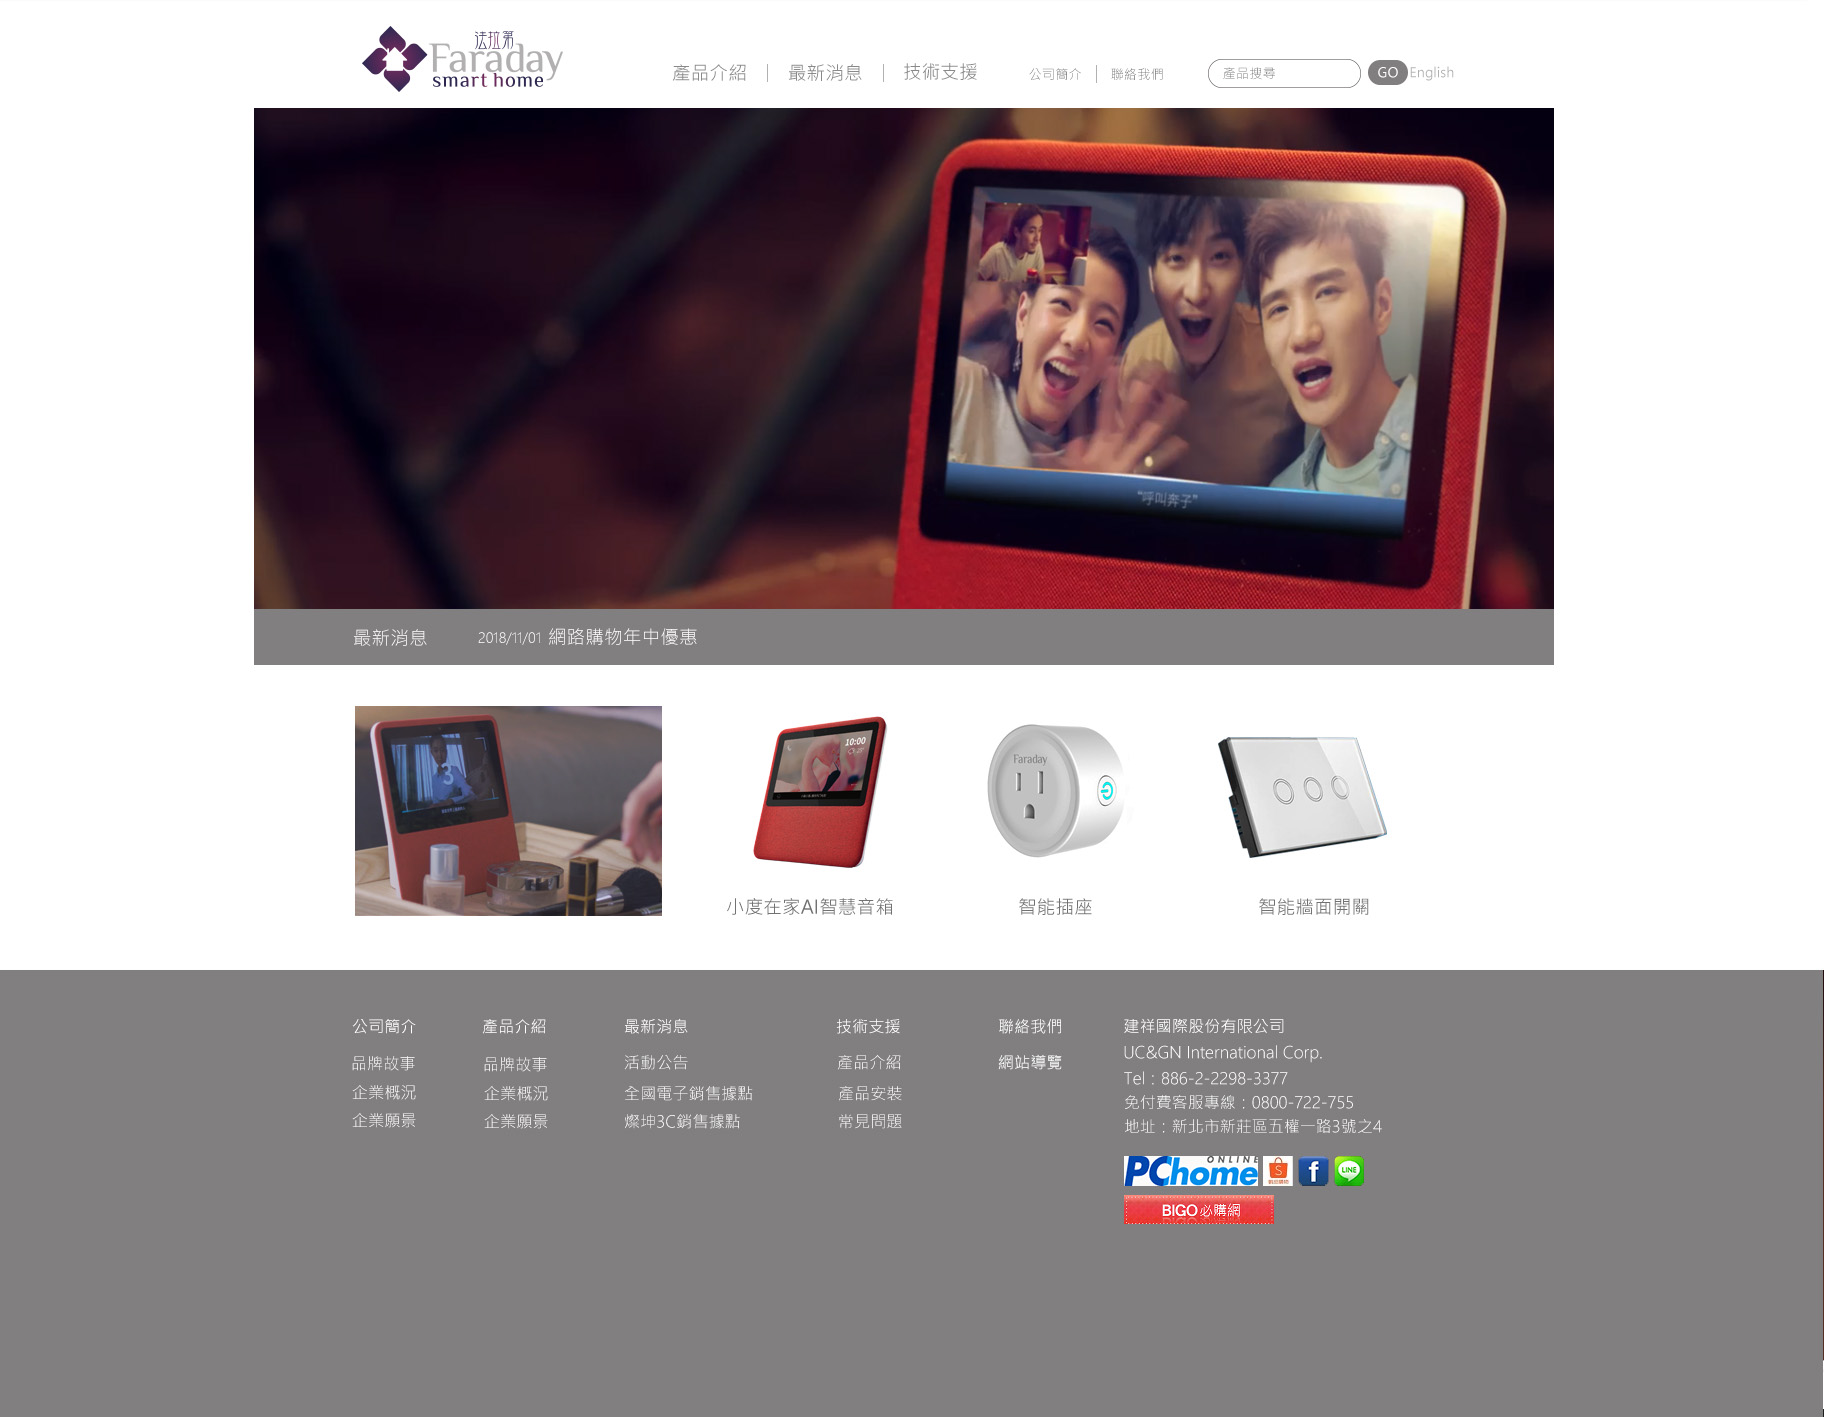 法拉第
Faraday
smart home
產品介紹
最新消息
技術支援
公司簡介
聯絡我們
產品搜尋
GO
English
“呼叫奔子”
最新消息
2018/11/01 網路購物年中優惠
3
10:00
Faraday
小度在家AI智慧音箱
智能插座
智能牆面開關
公司簡介
品牌故事
企業概況
企業願景
產品介紹
品牌故事
企業概況
企業願景
最新消息
活動公告
全國電子銷售據點
燦坤3C銷售據點
技術支援
產品介紹
產品安裝
常見問題
聯絡我們
網站導覽
建祥國際股份有限公司
UC&GN International Corp.
Tel：886-2-2298-3377
免付費客服專線：0800-722-755
地址：新北市新莊區五權一路3號之4
PChome ONLINE
S
f
LINE
BIGO必購網